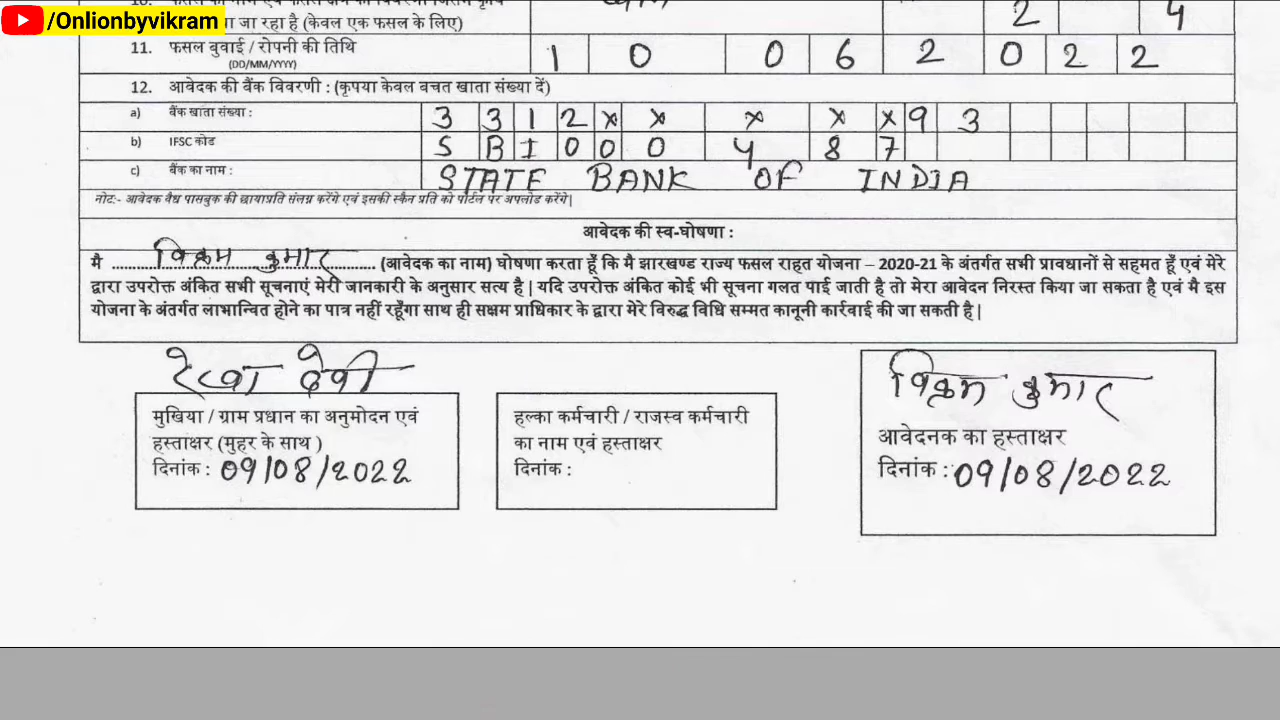 /Onlionbyvikram
जा रहा है (केवल एक फसल के लिए)
2 4
11. फसल बुवाई / रोपनी की तिथि
(DD/MM/YYYY)
1 0 0 6 2 0 2 2
12. आवेदक की बैंक विवरणी : (कृपया केवल बचत खाता संख्या दें)
a) बैंक खाता संख्या : 3 3 1 2 x x x x x 9 3
b) IFSC कोड S B I 0 0 0 4 8 7
c) बैंक का नाम : STATE BANK OF INDIA
नोट:- आवेदक वैध पासबुक की छायाप्रति संलग्न करेंगे एवं इसकी स्कैन प्रति को पोर्टल पर अपलोड करेंगे|
आवेदक की स्व-घोषणा :
मै विक्रम कुमार (आवेदक का नाम) घोषणा करता हूँ कि मै झारखण्ड राज्य फसल राहत योजना – 2020-21 के अंतर्गत सभी प्रावधानों से सहमत हूँ एवं मेरे
द्वारा उपरोक्त अंकित सभी सूचनाएं मेरी जानकारी के अनुसार सत्य है | यदि उपरोक्त अंकित कोई भी सूचना गलत पाई जाती है तो मेरा आवेदन निरस्त किया जा सकता है एवं मै इस
योजना के अंतर्गत लाभान्वित होने का पात्र नहीं रहूँगा साथ ही सक्षम प्राधिकार के द्वारा मेरे विरुद्ध विधि सम्मत कानूनी कार्रवाई की जा सकती है |
रेखा देवी
मुखिया / ग्राम प्रधान का अनुमोदन एवं
हस्ताक्षर (मुहर के साथ )
दिनांक : 09/08/2022
हल्का कर्मचारी / राजस्व कर्मचारी
का नाम एवं हस्ताक्षर
दिनांक :
विक्रम कुमार
आवेदनक का हस्ताक्षर
दिनांक : 09/08/2022